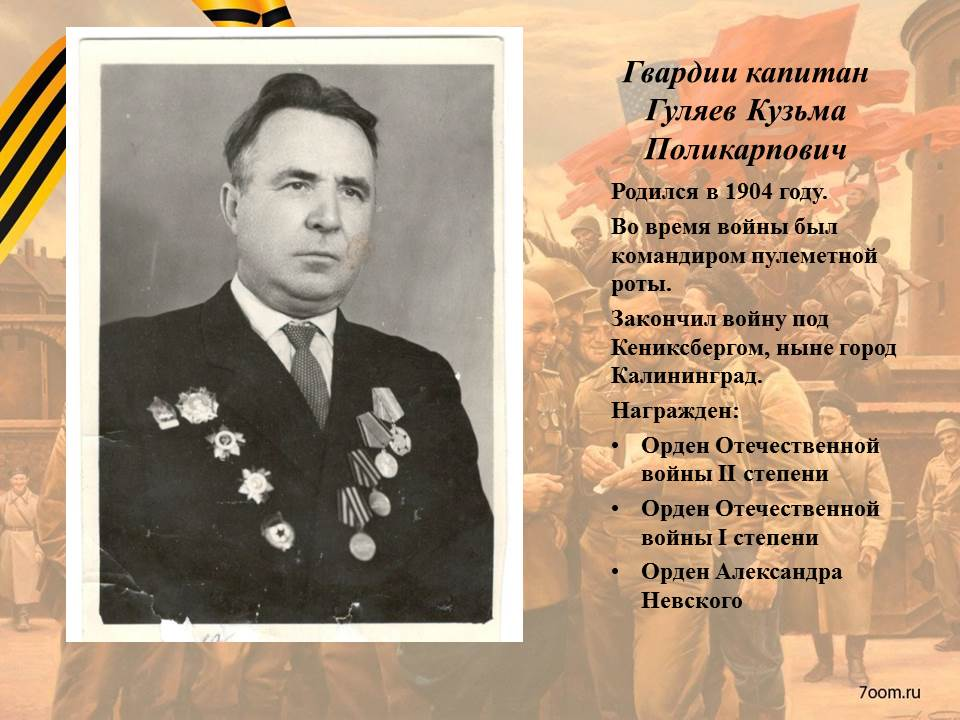 Гвардии капитан
Гуляев Кузьма
Поликарпович
Родился в 1904 году.
Во время войны был
командиром пулеметной
роты.
Закончил войну под
Кениксбергом, ныне город
Калининград.
Награжден:
• Орден Отечественной
войны II степени
• Орден Отечественной
войны I степени
• Орден Александра
Невского
7oom.ru